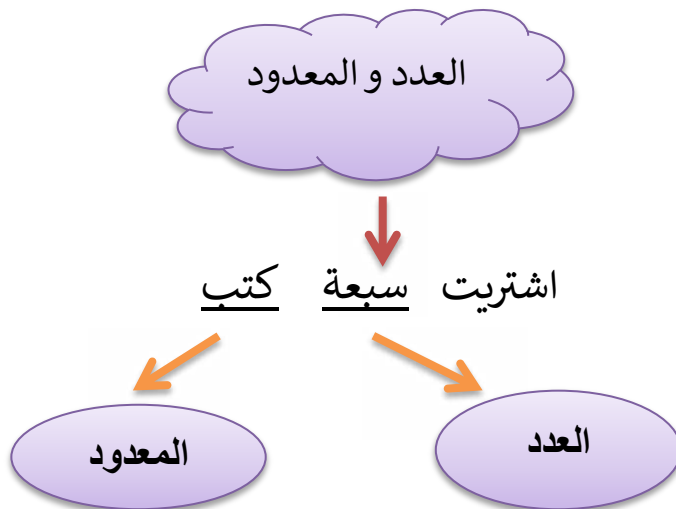 العدد و المعدود
اشتريت سبعة كتب
العدد
المعدود